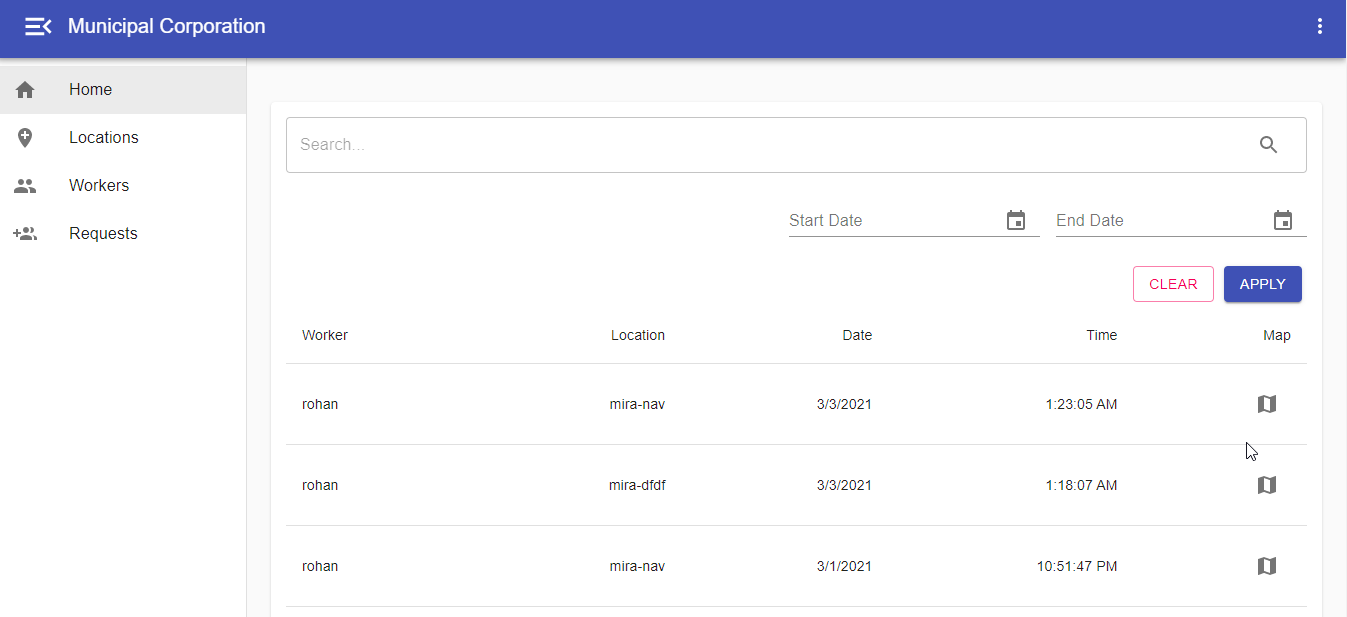 Municipal Corporation
Home
Locations
Workers
Requests
Search...
Start Date End Date
CLEAR APPLY
Worker Location Date Time Map
rohan mira-nav 3/3/2021 1:23:05 AM
rohan mira-dfdf 3/3/2021 1:18:07 AM
rohan mira-nav 3/1/2021 10:51:47 PM